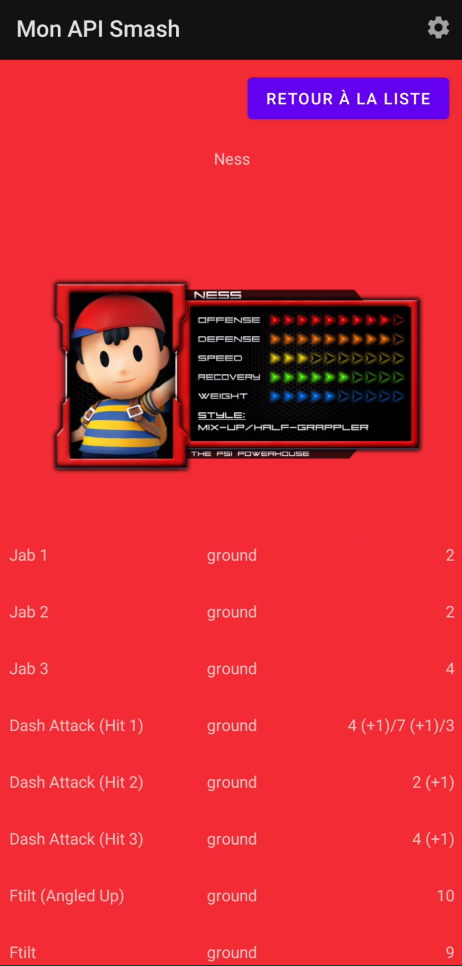 Mon API Smash
RETOUR À LA LISTE
Ness
NESS
OFFENSE
DEFENSE
SPEED
RECOVERY
WEIGHT
STYLE:
MIX-UP/HALF-GRAPPLER
THE PSI POWERHOUSE
Jab 1 ground 2
Jab 2 ground 2
Jab 3 ground 4
Dash Attack (Hit 1) ground 4 (+1)/7 (+1)/3
Dash Attack (Hit 2) ground 2 (+1)
Dash Attack (Hit 3) ground 4 (+1)
Ftilt (Angled Up) ground 10
Ftilt ground 9